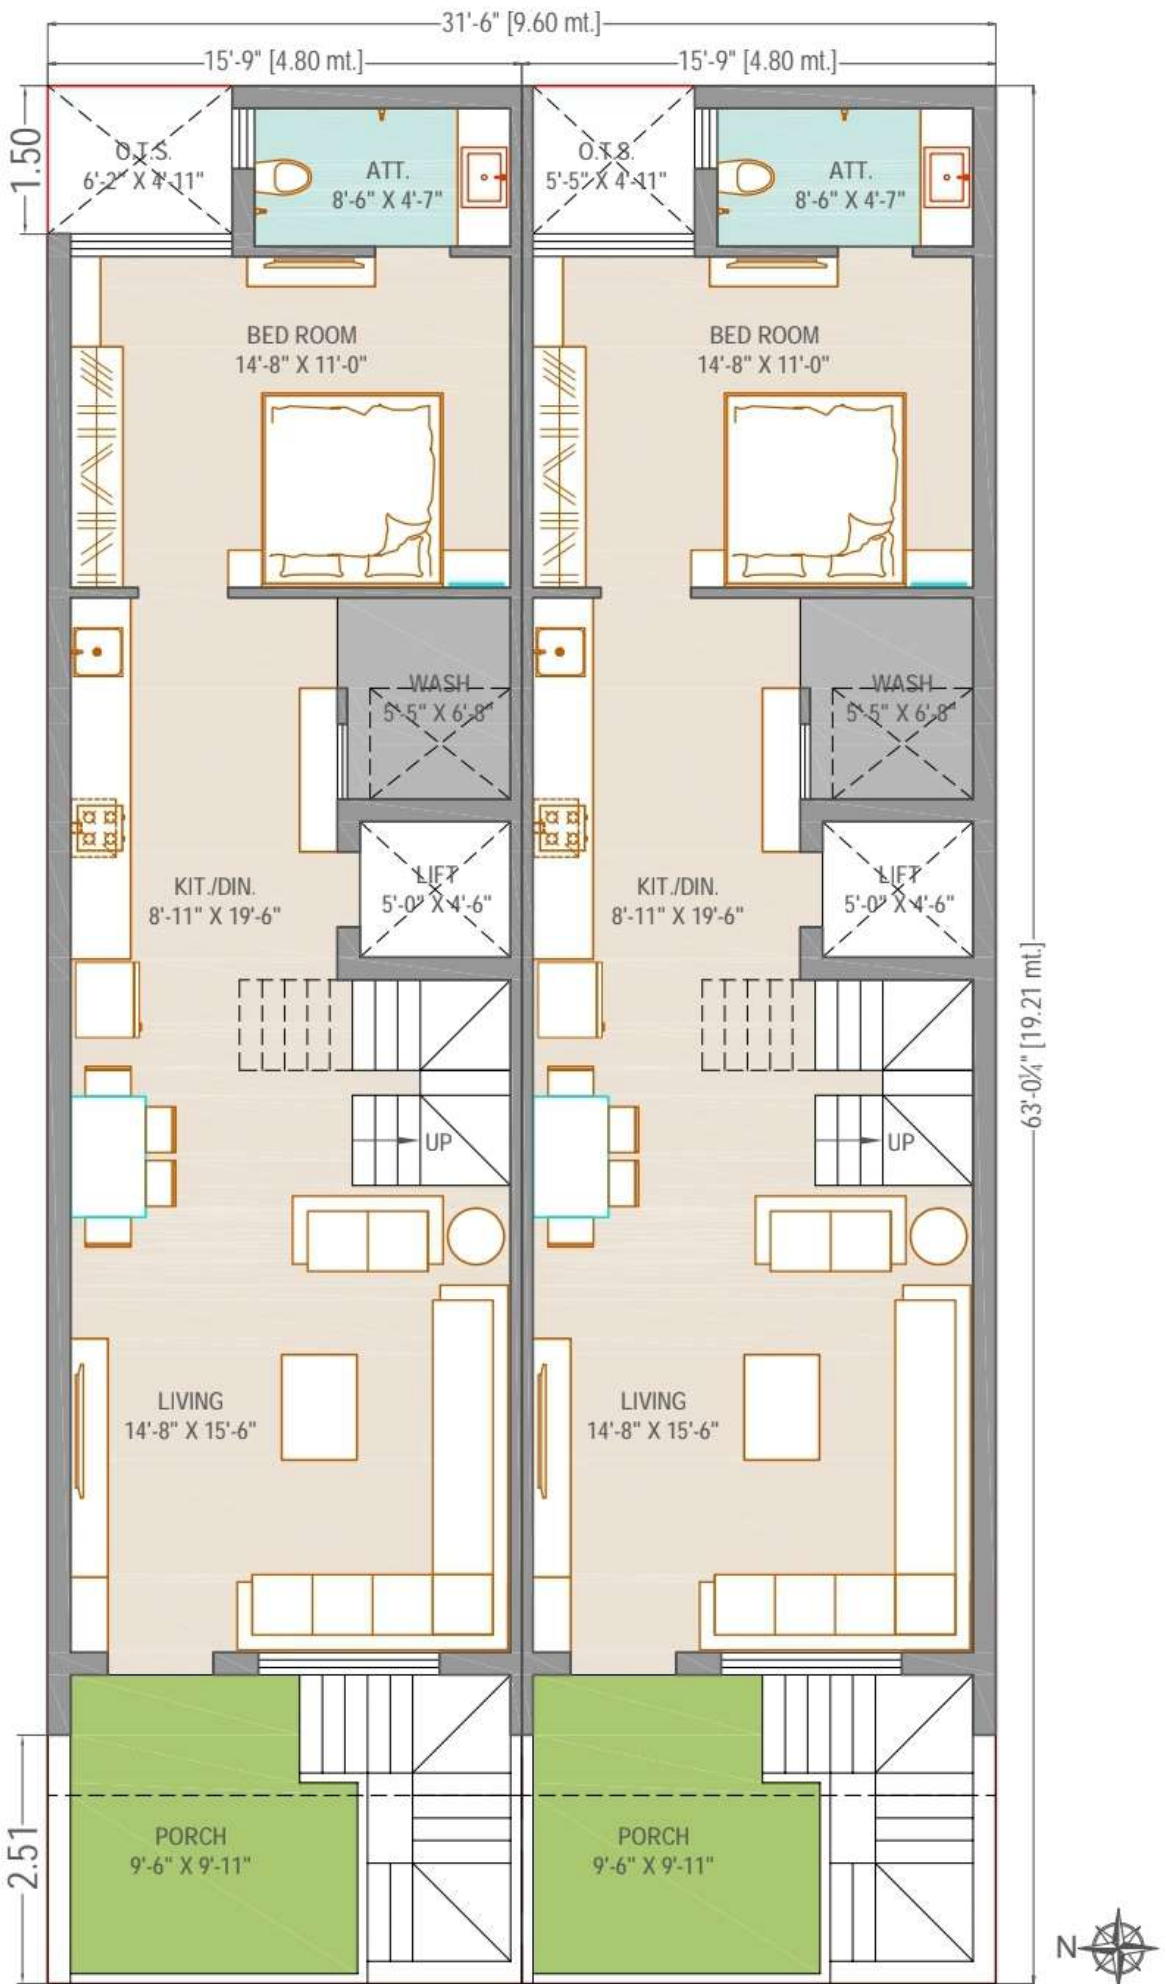 31'-6" [9.60 mt.]
15'-9" [4.80 mt.]
15'-9" [4.80 mt.]
1.50
O.T.S.
6'-2" X 4'-11"
ATT.
8'-6" X 4'-7"
O.T.S.
5'-5" X 4'-11"
ATT.
8'-6" X 4'-7"
BED ROOM
14'-8" X 11'-0"
BED ROOM
14'-8" X 11'-0"
WASH
5'-5" X 6'-8"
WASH
5'-5" X 6'-8"
LIFT
5'-0" X 4'-6"
LIFT
5'-0" X 4'-6"
KIT./DIN.
8'-11" X 19'-6"
KIT./DIN.
8'-11" X 19'-6"
63'-0¼" [19.21 mt.]
UP
UP
LIVING
14'-8" X 15'-6"
LIVING
14'-8" X 15'-6"
2.51
PORCH
9'-6" X 9'-11"
PORCH
9'-6" X 9'-11"
N